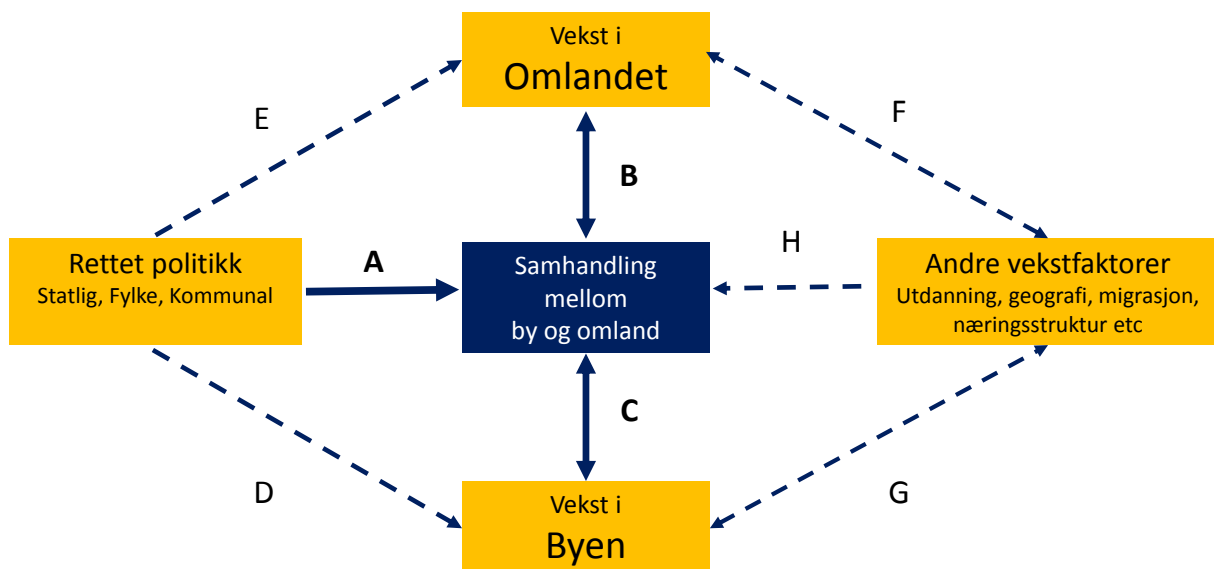 Vekst i
Omlandet
E
F
B
Rettet politikk
Statlig, Fylke, Kommunal
A
Samhandling
mellom
by og omland
H
Andre vekstfaktorer
Utdanning, geografi, migrasjon,
næringsstruktur etc
C
D
G
Vekst i
Byen